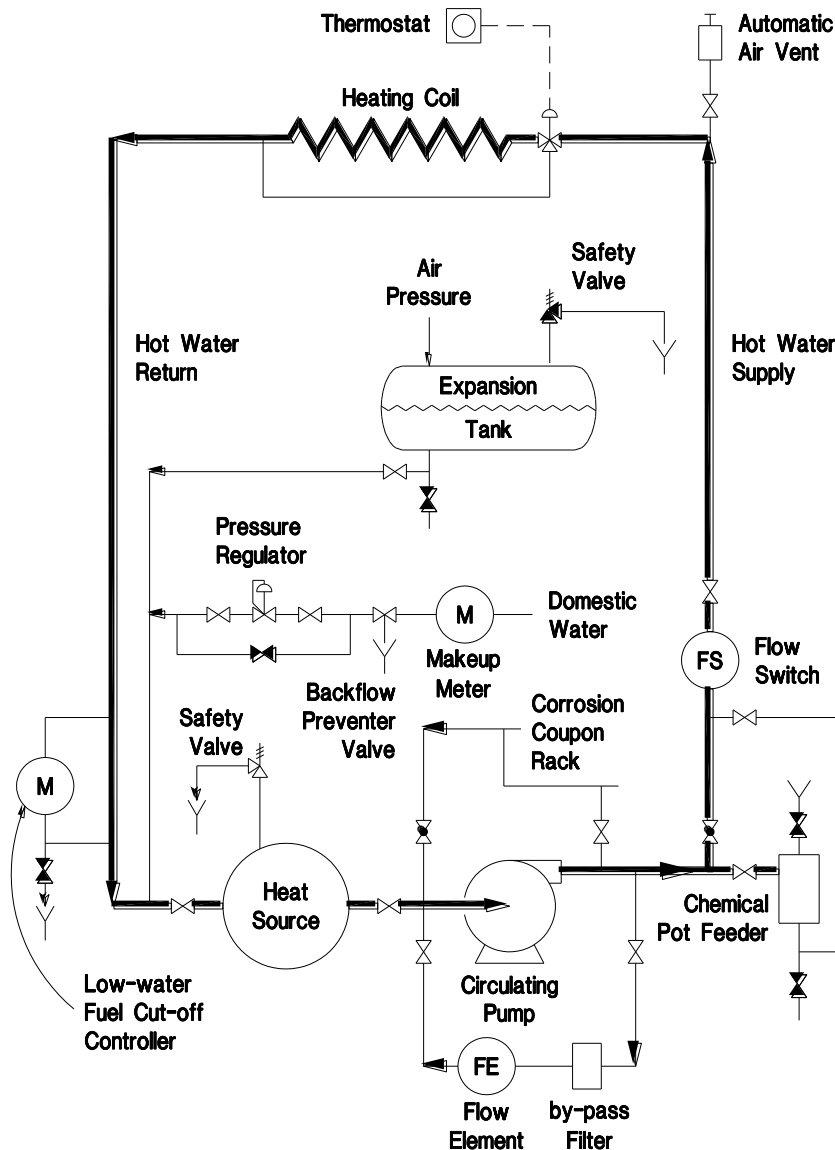 Thermostat
Automatic
Air Vent
Heating Coil
Air
Pressure
Safety
Valve
Hot Water
Return
Hot Water
Supply
Expansion
Tank
Pressure
Regulator
M
Domestic
Water
Makeup
Meter
FS
Flow
Switch
Backflow
Preventer
Valve
Safety
Valve
Corrosion
Coupon
Rack
M
Heat
Source
Chemical
Pot Feeder
Circulating
Pump
Low-water
Fuel Cut-off
Controller
FE
Flow
Element
by-pass
Filter